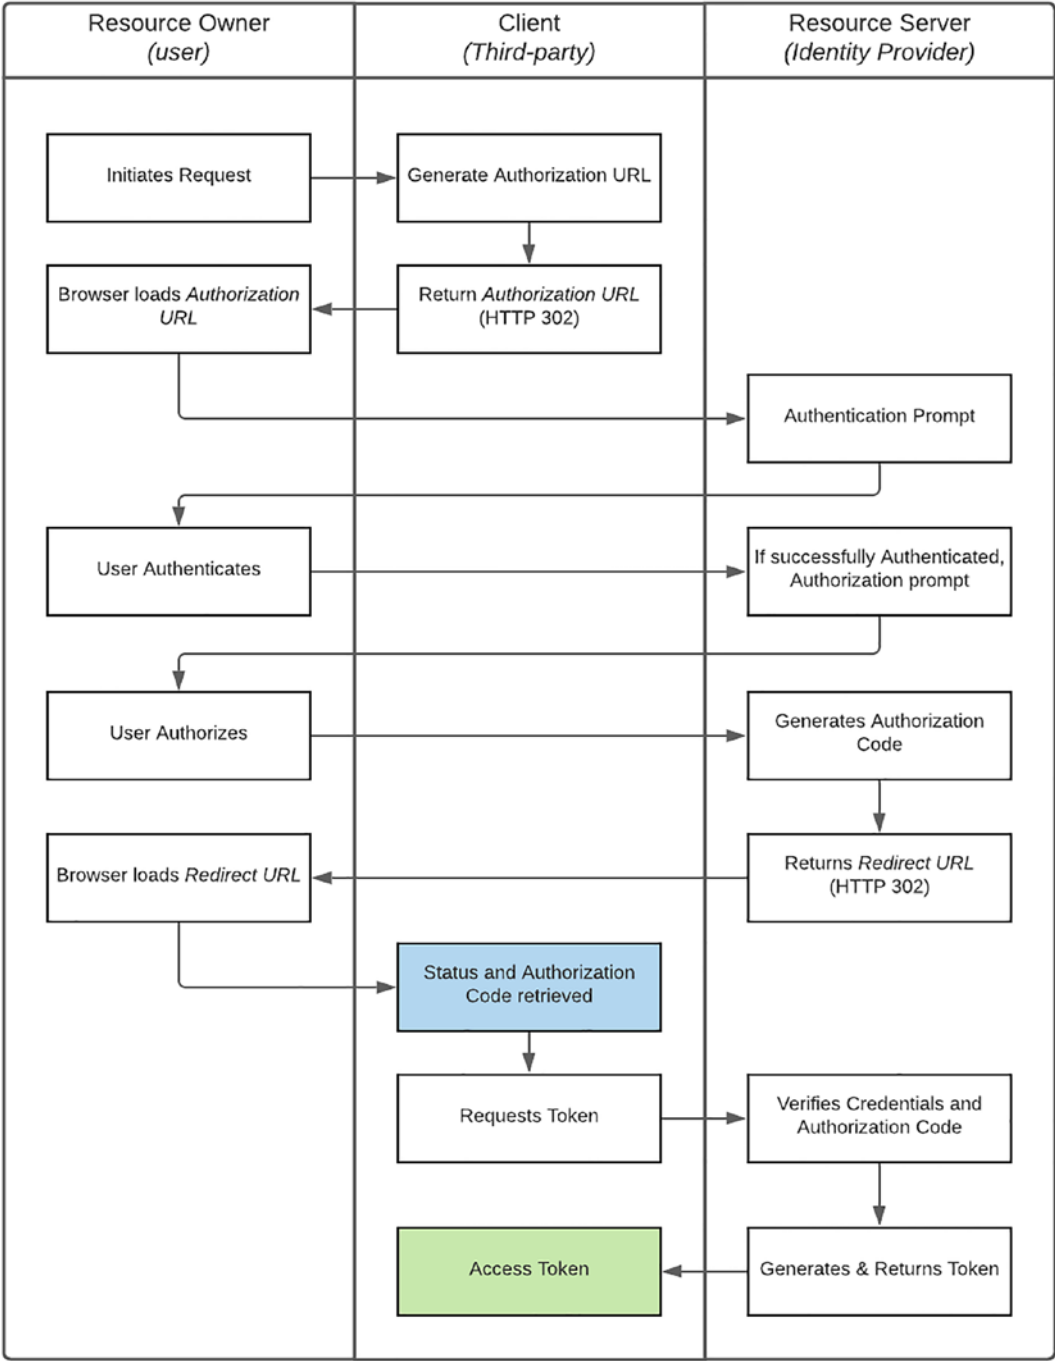 Resource Owner
(user)
Client
(Third-party)
Resource Server
(Identity Provider)
Initiates Request
Generate Authorization URL
Browser loads Authorization
URL
Return Authorization URL
(HTTP 302)
Authentication Prompt
User Authenticates
If successfully Authenticated,
Authorization prompt
User Authorizes
Generates Authorization
Code
Browser loads Redirect URL
Returns Redirect URL
(HTTP 302)
Status and Authorization
Code retrieved
Requests Token
Verifies Credentials and
Authorization Code
Access Token
Generates & Returns Token